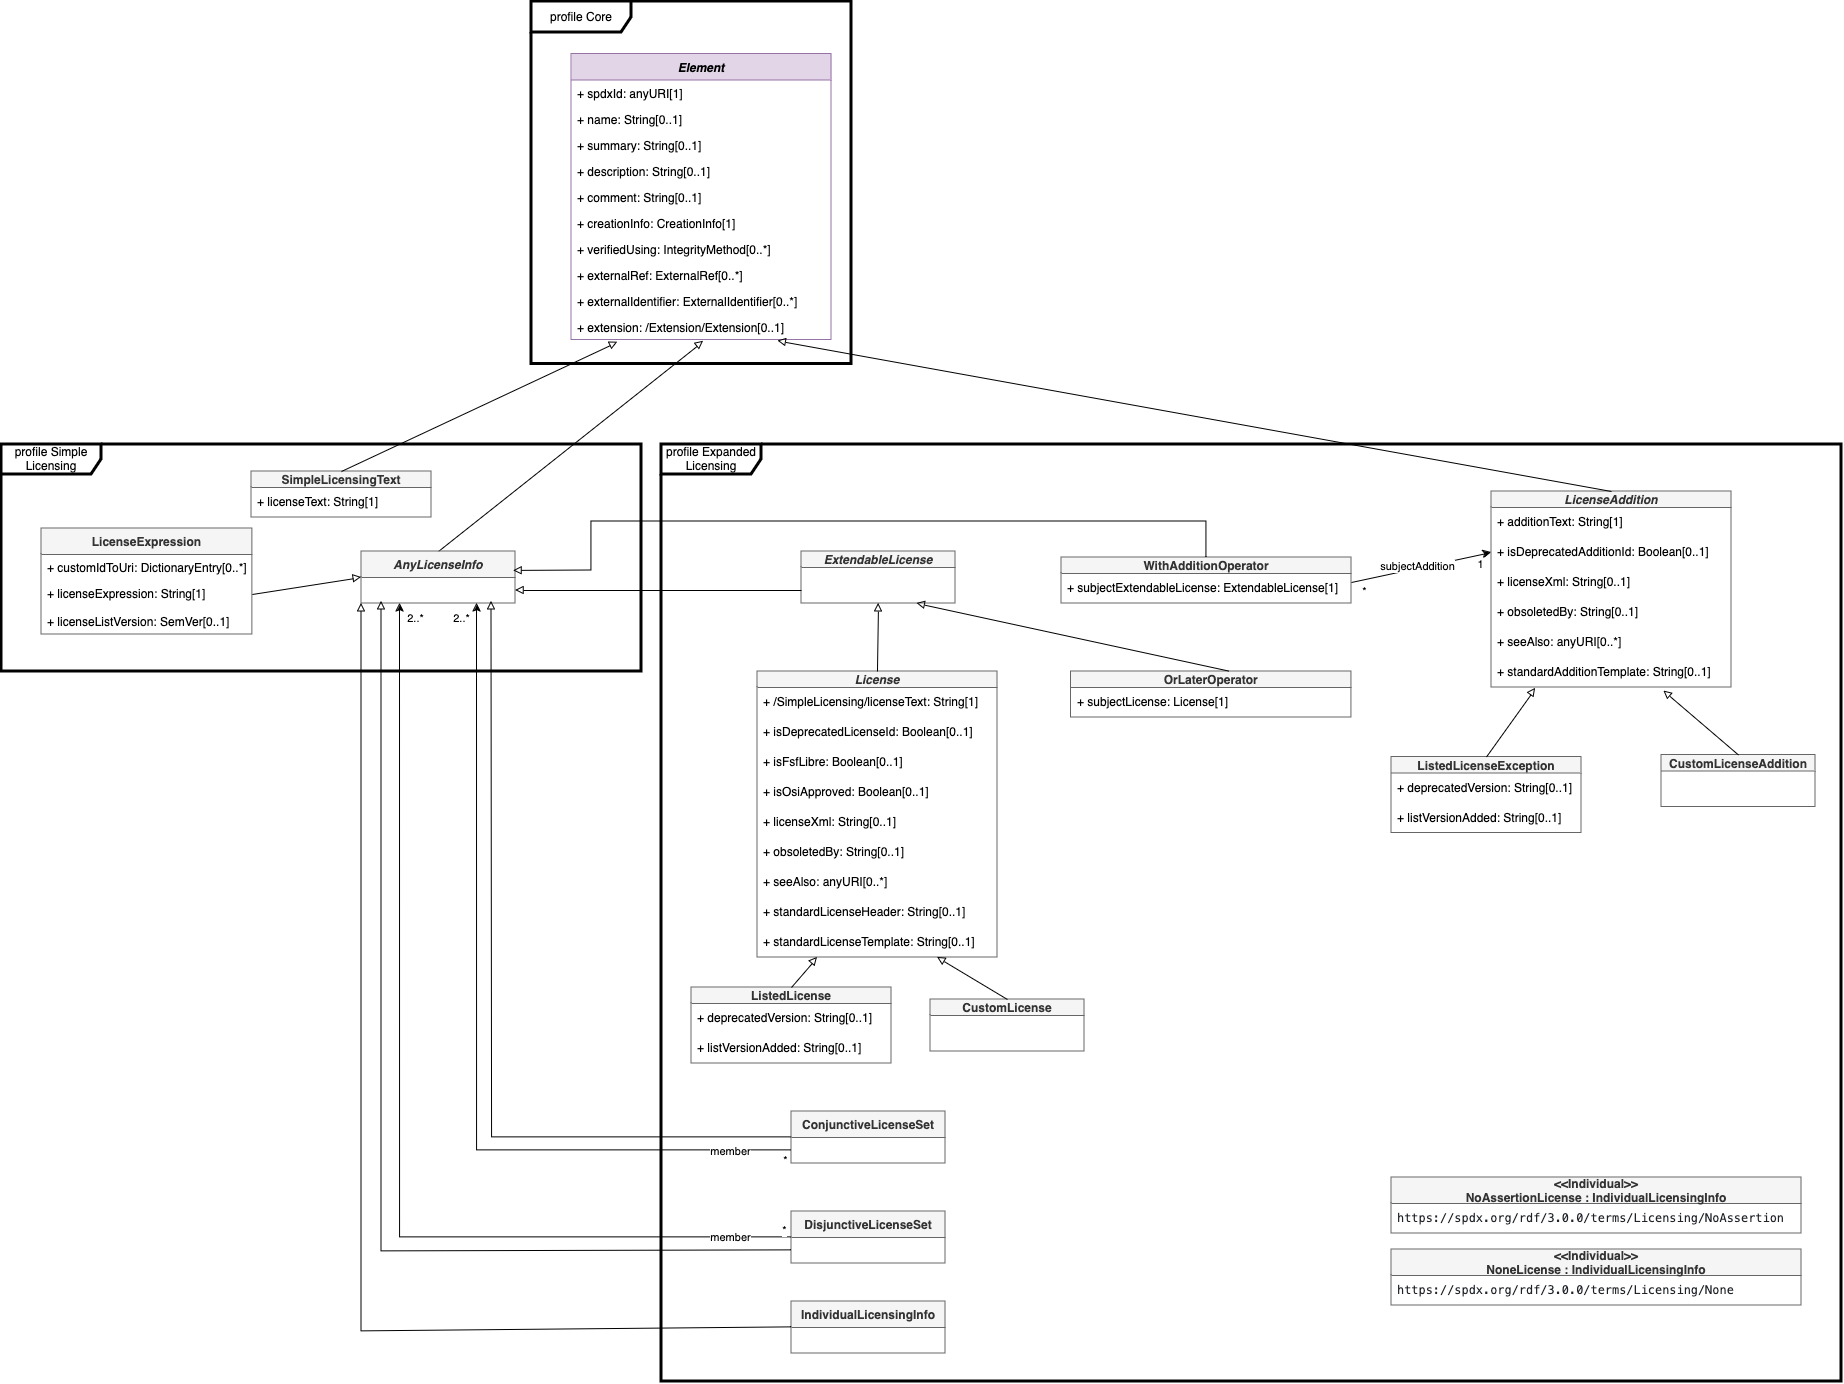 profile Core
Element
+ spdxId: anyURI[1]
+ name: String[0..1]
+ summary: String[0..1]
+ description: String[0..1]
+ comment: String[0..1]
+ creationInfo: CreationInfo[1]
+ verifiedUsing: IntegrityMethod[0..*]
+ externalRef: ExternalRef[0..*]
+ externalIdentifier: ExternalIdentifier[0..*]
+ extension: /Extension/Extension[0..1]
profile Simple
Licensing
SimpleLicensingText
+ licenseText: String[1]
LicenseExpression
+ customIdToUri: DictionaryEntry[0..*]
+ licenseExpression: String[1]
+ licenseListVersion: SemVer[0..1]
AnyLicenseInfo
2..*
2..*
profile Expanded
Licensing
ExtendableLicense
WithAdditionOperator
+ subjectExtendableLicense: ExtendableLicense[1]
subjectAddition
1
*
LicenseAddition
+ additionText: String[1]
+ isDeprecatedAdditionId: Boolean[0..1]
+ licenseXml: String[0..1]
+ obsoletedBy: String[0..1]
+ seeAlso: anyURI[0..*]
+ standardAdditionTemplate: String[0..1]
License
+ /SimpleLicensing/licenseText: String[1]
+ isDeprecatedLicenseId: Boolean[0..1]
+ isFsfLibre: Boolean[0..1]
+ isOsiApproved: Boolean[0..1]
+ licenseXml: String[0..1]
+ obsoletedBy: String[0..1]
+ seeAlso: anyURI[0..*]
+ standardLicenseHeader: String[0..1]
+ standardLicenseTemplate: String[0..1]
OrLaterOperator
+ subjectLicense: License[1]
ListedLicenseException
+ deprecatedVersion: String[0..1]
+ listVersionAdded: String[0..1]
CustomLicenseAddition
ListedLicense
+ deprecatedVersion: String[0..1]
+ listVersionAdded: String[0..1]
CustomLicense
ConjunctiveLicenseSet
member
*
DisjunctiveLicenseSet
*
member
IndividualLicensingInfo
<<Individual>>
NoAssertionLicense : IndividualLicensingInfo
https://spdx.org/rdf/3.0.0/terms/Licensing/NoAssertion
<<Individual>>
NoneLicense : IndividualLicensingInfo
https://spdx.org/rdf/3.0.0/terms/Licensing/None